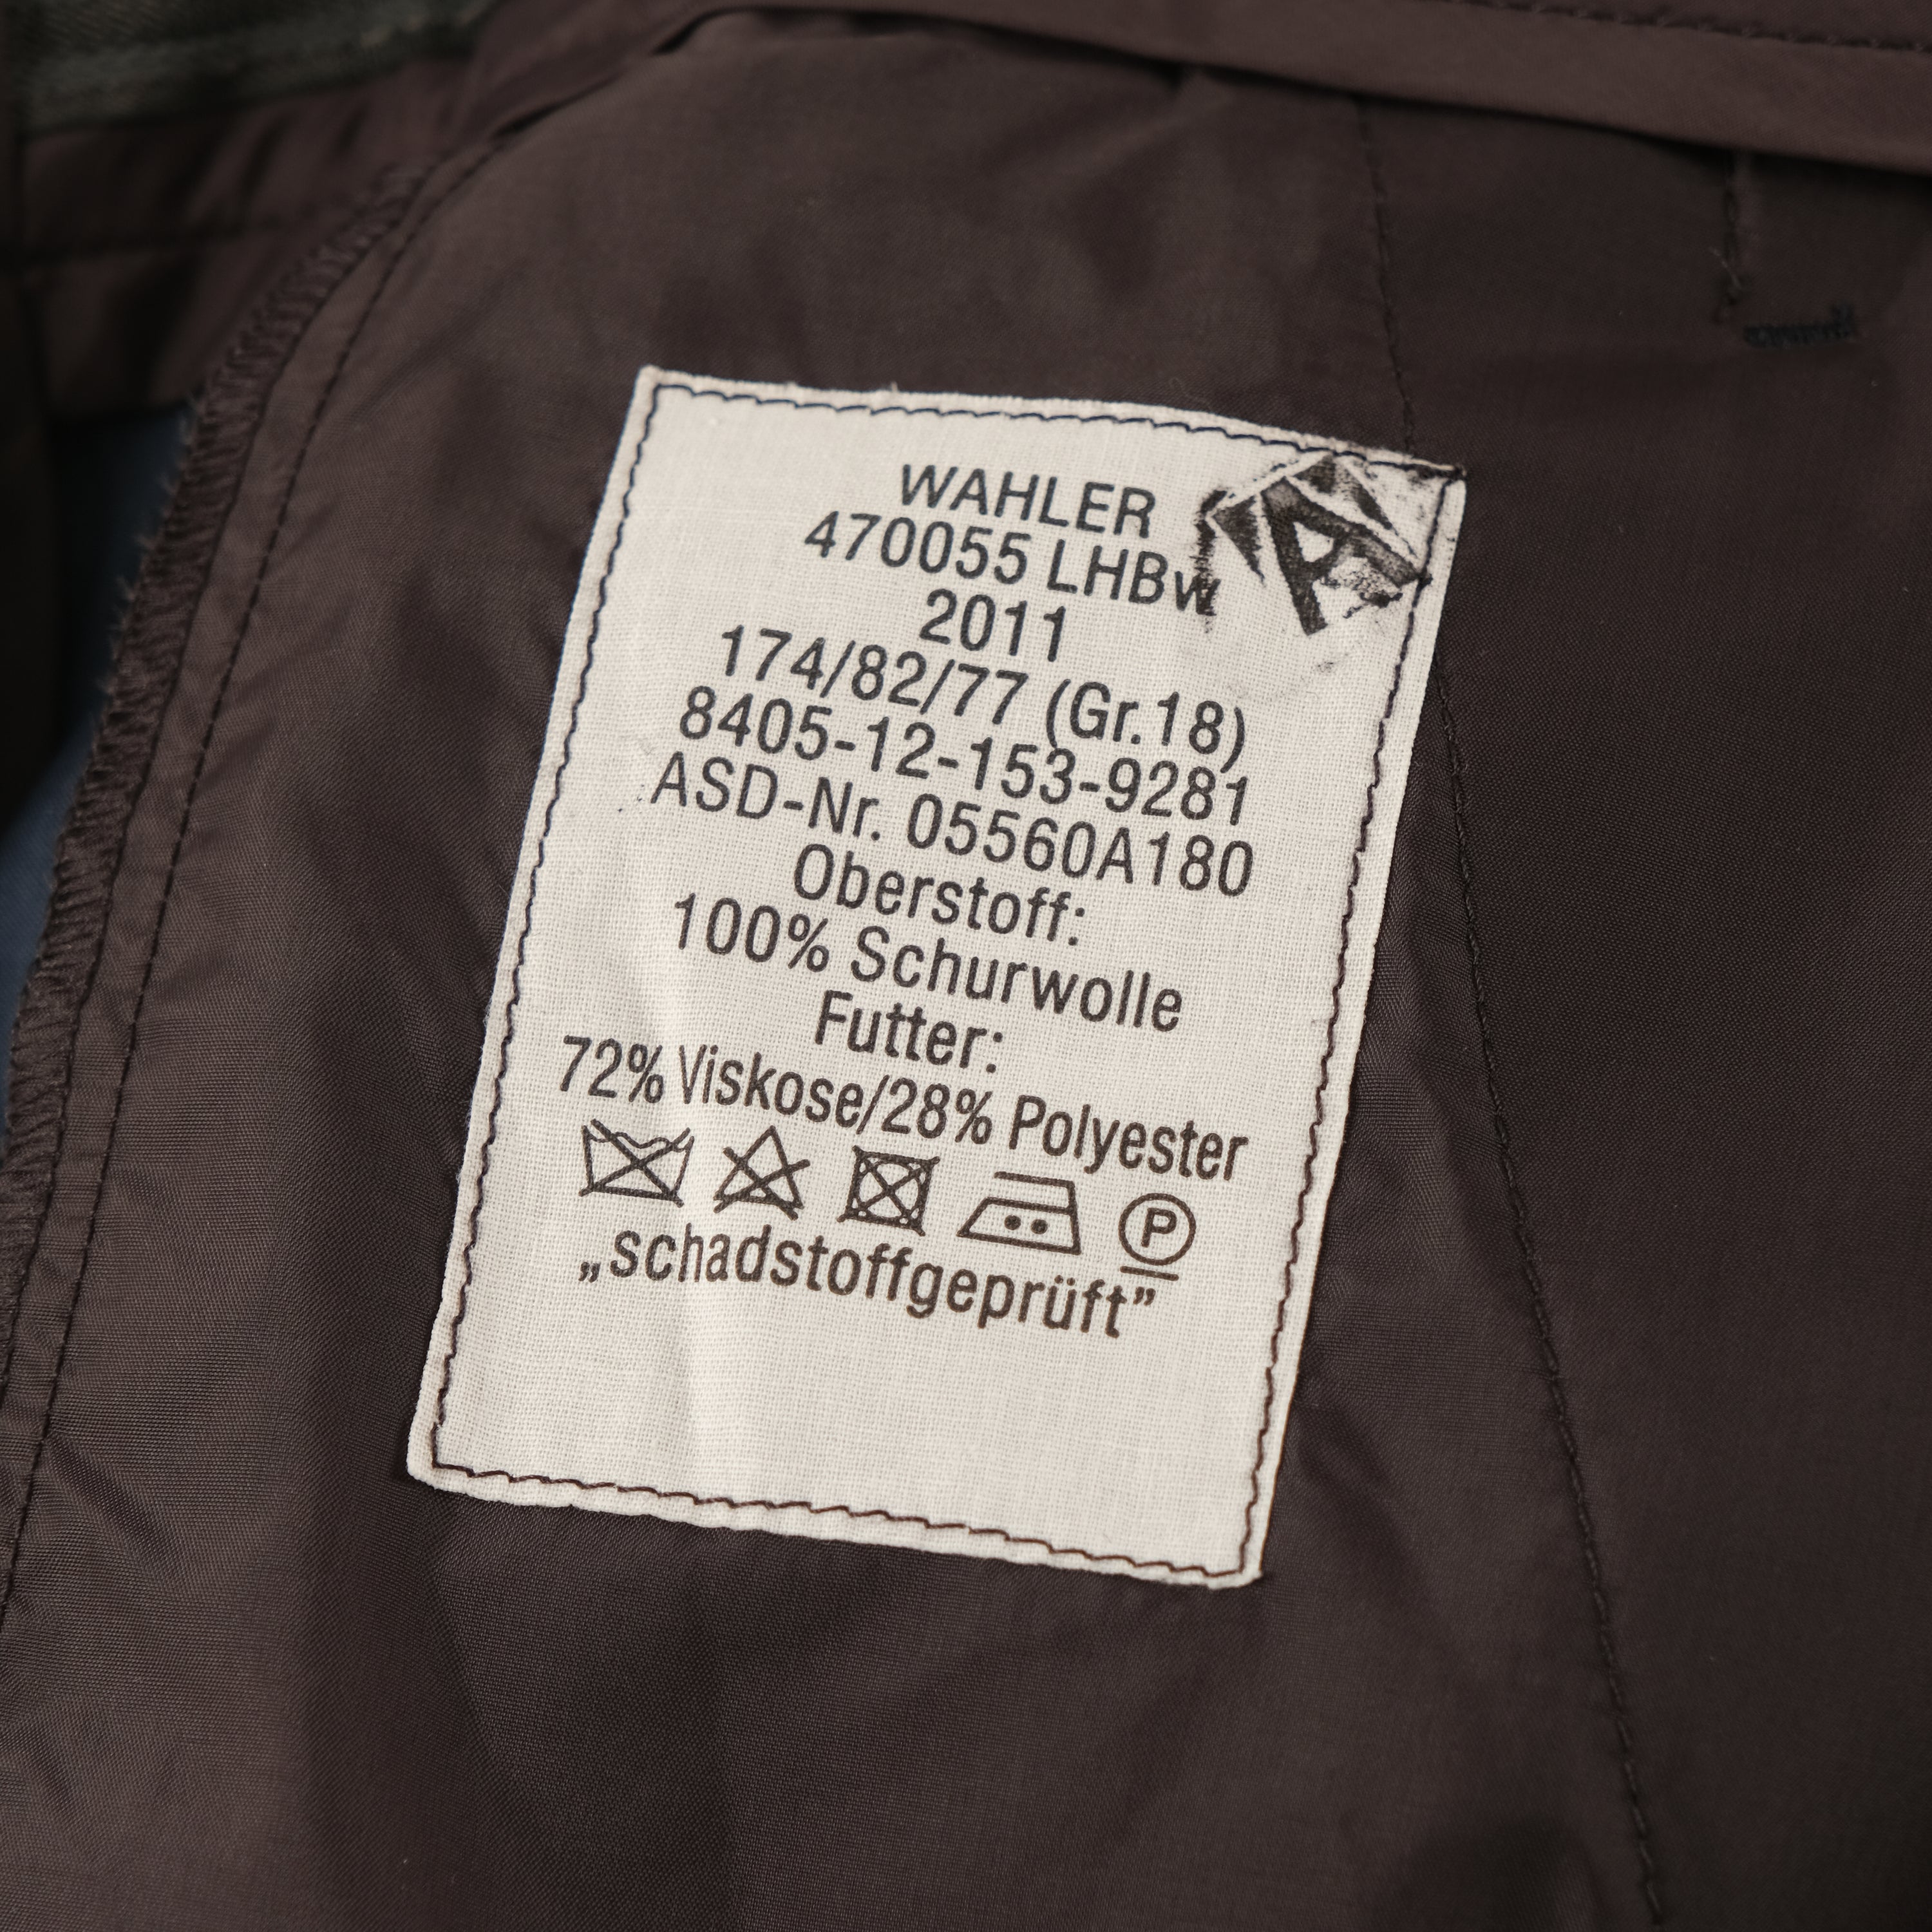 WAHLER
470055 LHBw
2011
174/82/77 (Gr.18)
8405-12-153-9281
ASD-Nr. 05560A180
Oberstoff:
100% Schurwolle
Futter:
72% Viskose/28% Polyester
P
„schadstoffgeprüft”